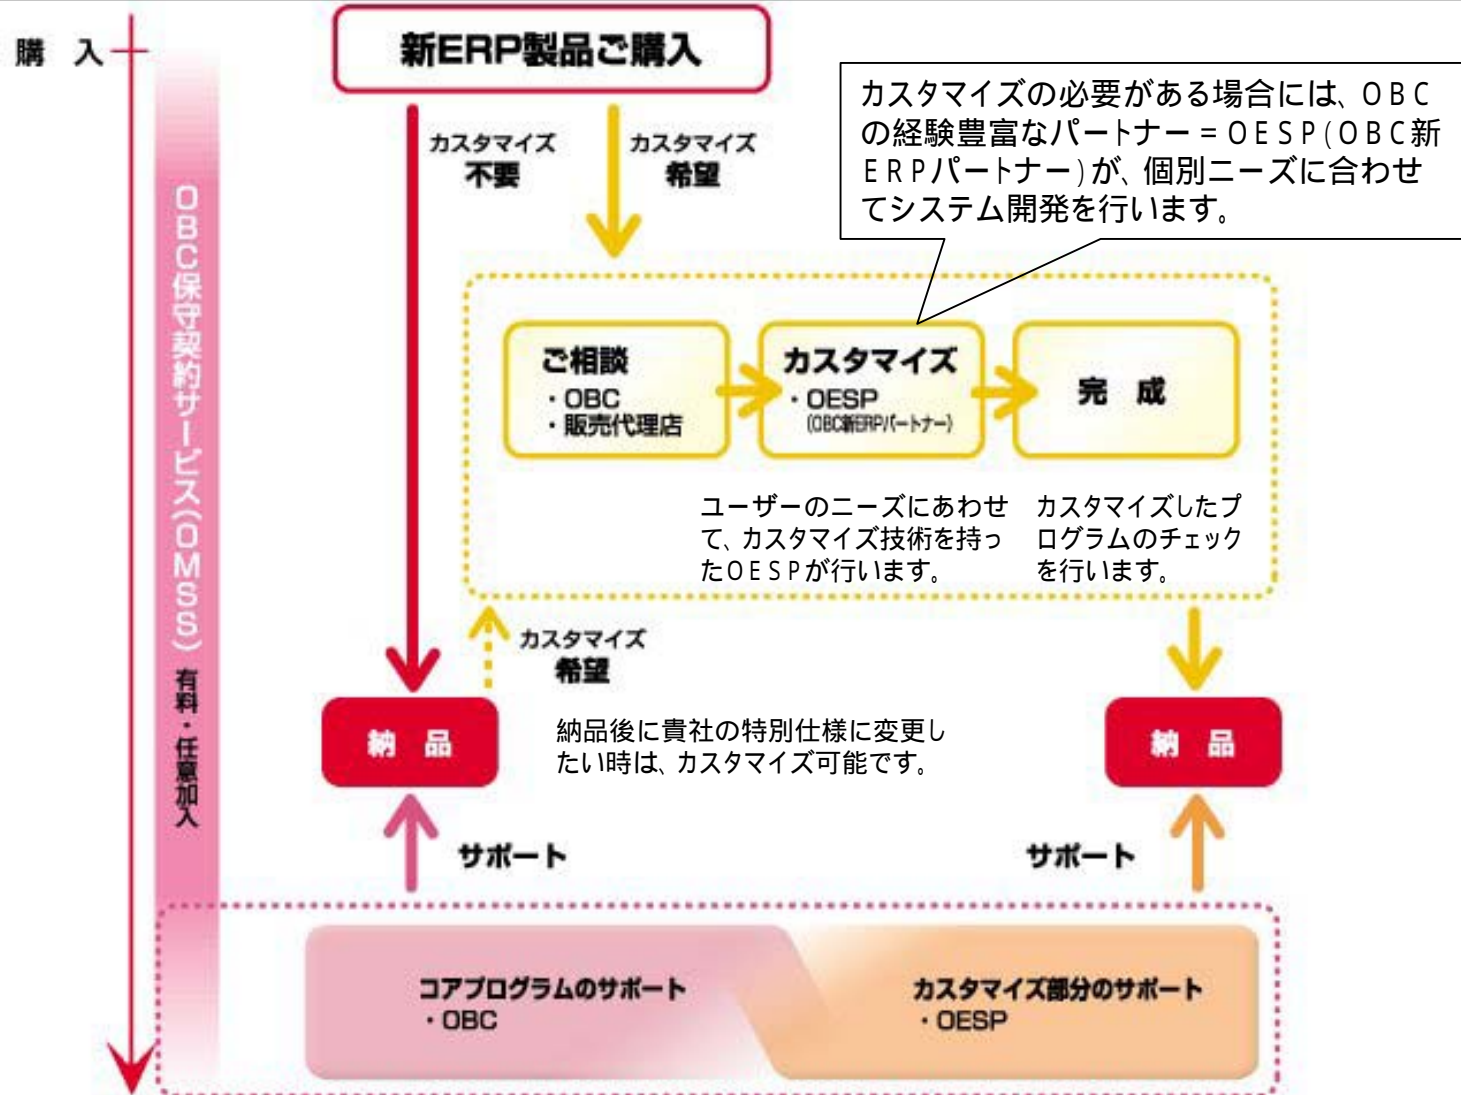 購 入
新ERP製品ご購入
カスタマイズの必要がある場合には、OBC
の経験豊富なパートナー=OESP(OBC新
ERPパートナー)が、個別ニーズに合わせ
てシステム開発を行います。
カスタマイズ
不要
カスタマイズ
希望
OBC保守契約サービス(OMSS) 有料・任意加入
ご相談
・OBC
・販売代理店
カスタマイズ
・OESP
(OBC新ERPパートナー)
完 成
ユーザーのニーズにあわせ
て、カスタマイズ技術を持っ
たOESPが行います。
カスタマイズしたプ
ログラムのチェック
を行います。
カスタマイズ
希望
納 品
納品後に貴社の特別仕様に変更し
たい時は、カスタマイズ可能です。
納 品
サポート
サポート
コアプログラムのサポート
・OBC
カスタマイズ部分のサポート
・OESP